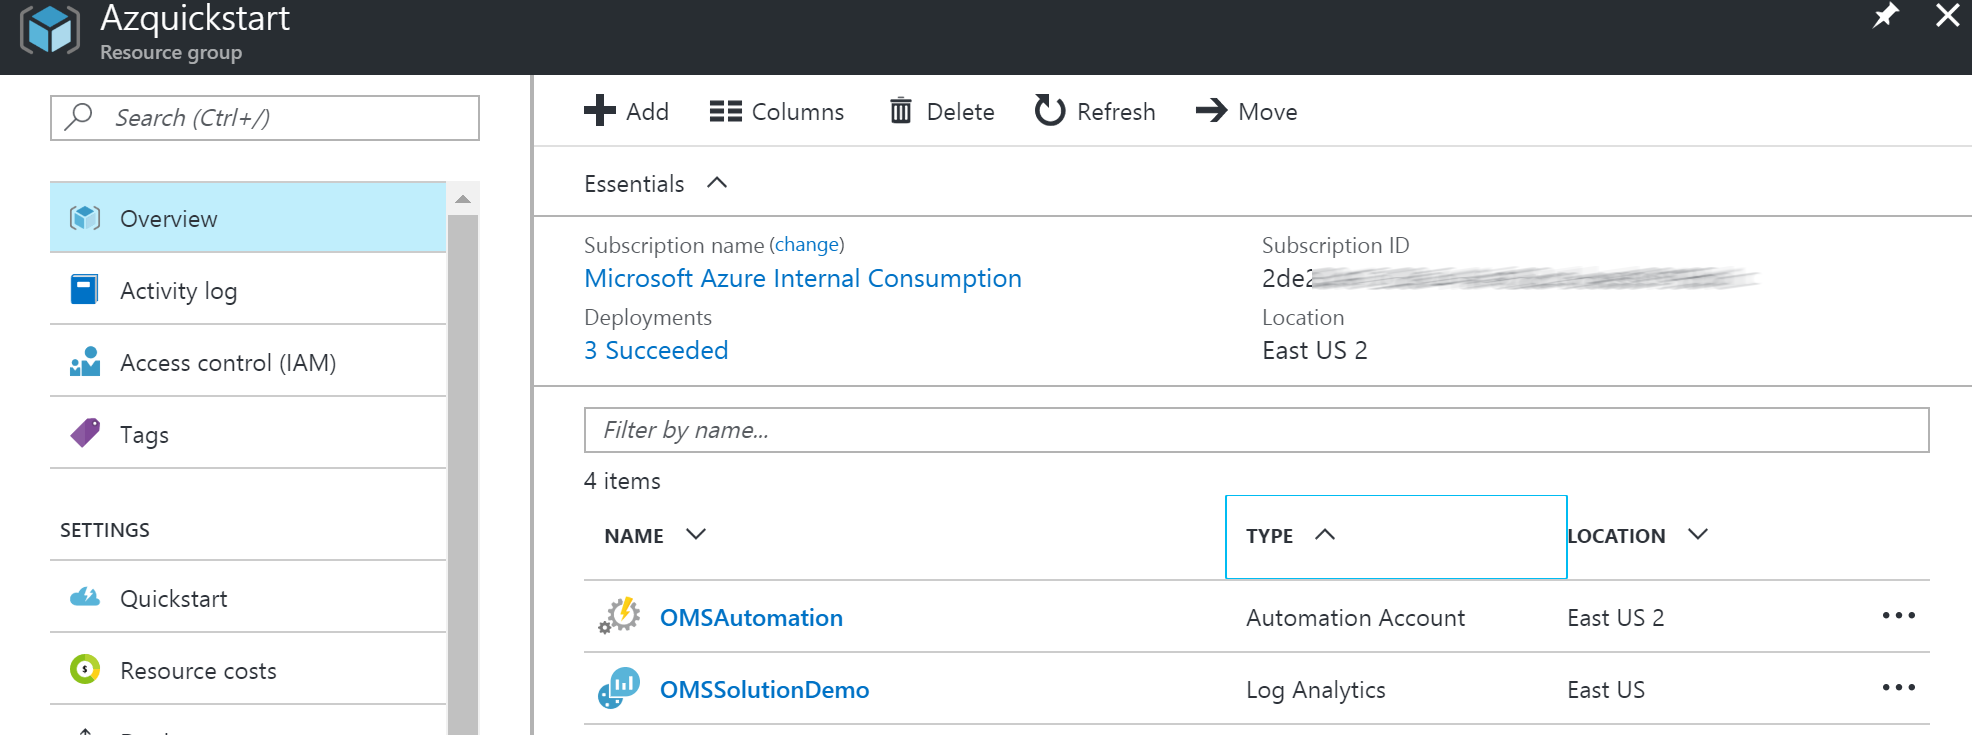 Azquickstart
Resource group
Search (Ctrl+/)
Overview
Activity log
Access control (IAM)
Tags
SETTINGS
Quickstart
Resource costs
Add Columns Delete Refresh Move
Essentials
Subscription name (change) Subscription ID
Microsoft Azure Internal Consumption 2de2
Deployments Location
3 Succeeded East US 2
Filter by name...
4 items
NAME TYPE LOCATION
OMSAutomation Automation Account East US 2
OMSSolutionDemo Log Analytics East US